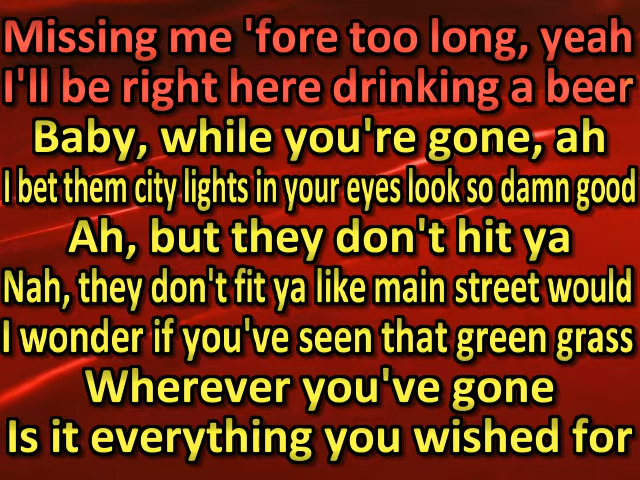 Missing me 'fore too long, yeah
I'll be right here drinking a beer
Baby, while you're gone, ah
I bet them city lights in your eyes look so damn good
Ah, but they don't hit ya
Nah, they don't fit ya like main street would
I wonder if you've seen that green grass
Wherever you've gone
Is it everything you wished for